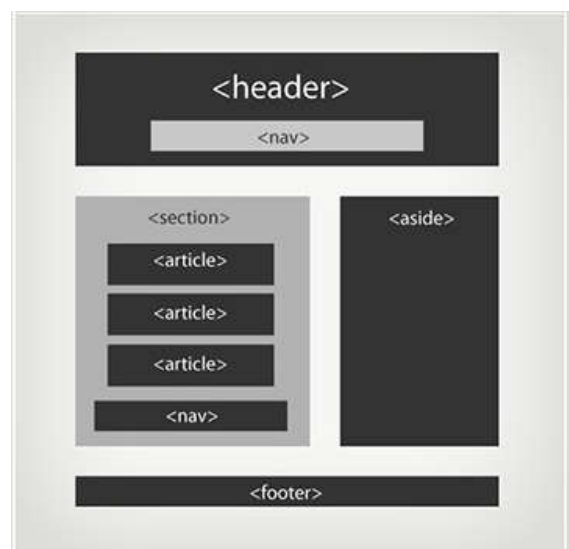 <header>
<nav>
<section>
<article>
<article>
<article>
<nav>
<aside>
<footer>